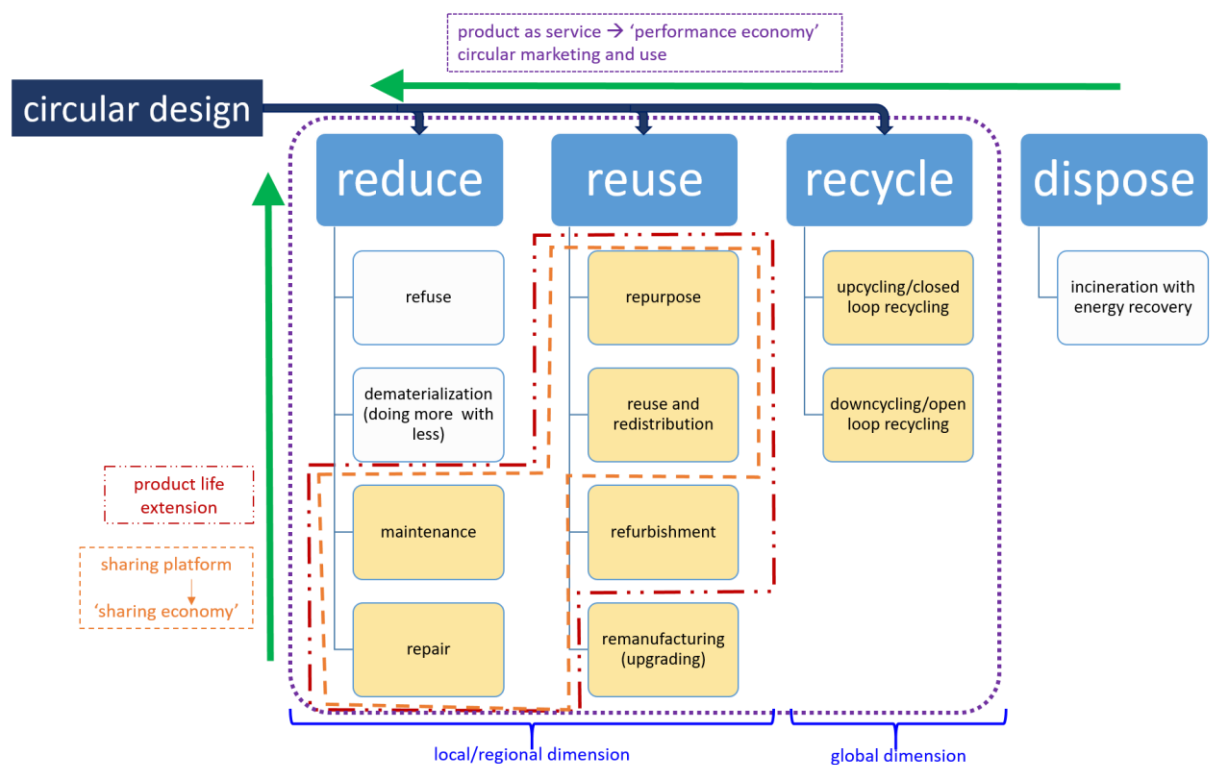 product as service → ‘performance economy’
circular marketing and use
circular design
reduce
reuse
recycle
dispose
refuse
repurpose
upcycling/closed
loop recycling
incineration with
energy recovery
dematerialization
(doing more with
less)
reuse and
redistribution
downcycling/open
loop recycling
product life
extension
maintenance
refurbishment
sharing platform
‘sharing economy’
repair
remanufacturing
(upgrading)
local/regional dimension
global dimension